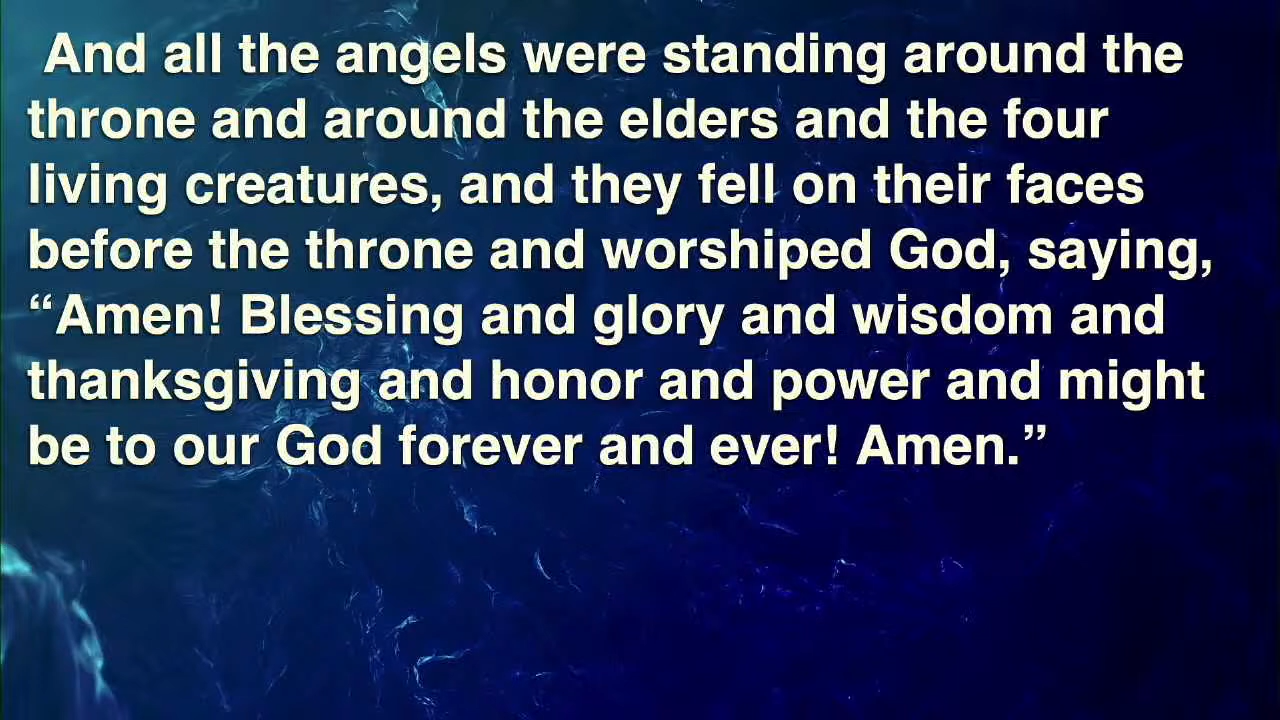 And all the angels were standing around the
throne and around the elders and the four
living creatures, and they fell on their faces
before the throne and worshiped God, saying,
“Amen! Blessing and glory and wisdom and
thanksgiving and honor and power and might
be to our God forever and ever! Amen.”